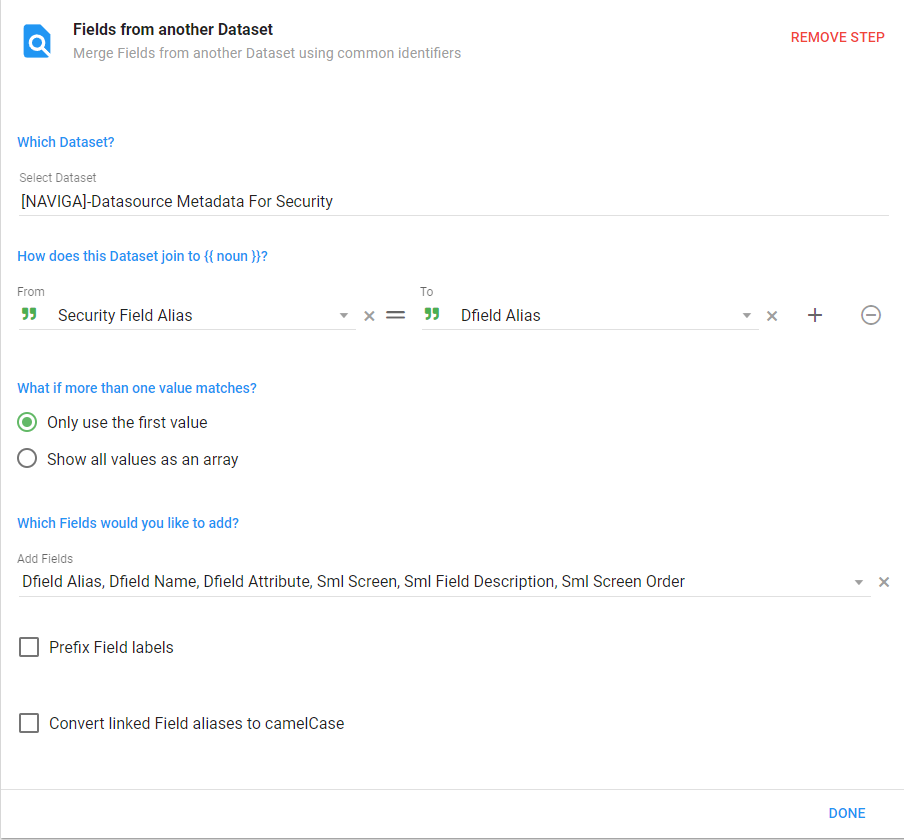 Fields from another Dataset
Merge Fields from another Dataset using common identifiers
REMOVE STEP
Which Dataset?
Select Dataset
[NAVIGA]-Datasource Metadata For Security
How does this Dataset join to {{ noun }}?
From
To
Security Field Alias
Dfield Alias
What if more than one value matches?
Only use the first value
Show all values as an array
Which Fields would you like to add?
Add Fields
Dfield Alias, Dfield Name, Dfield Attribute, Sml Screen, Sml Field Description, Sml Screen Order
Prefix Field labels
Convert linked Field aliases to camelCase
DONE